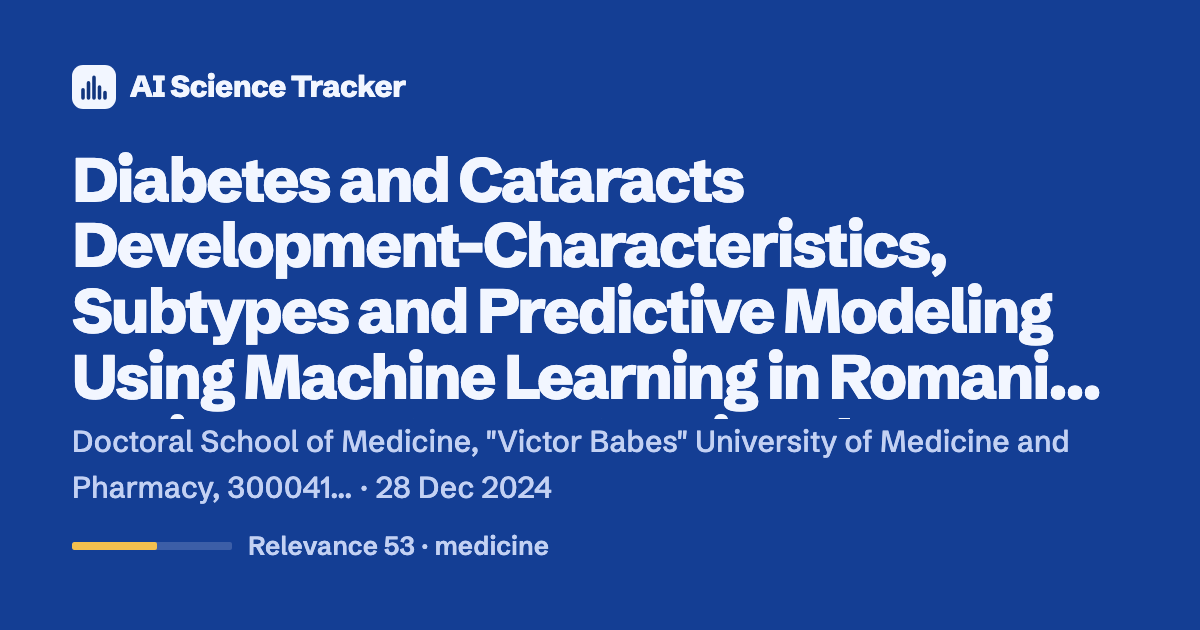 AI Science Tracker
Diabetes and Cataracts
Development-Characteristics,
Subtypes and Predictive Modeling
Using Machine Learning in Romani...
Doctoral School of Medicine, "Victor Babes" University of Medicine and
Pharmacy, 300041... · 28 Dec 2024
Relevance 53 · medicine